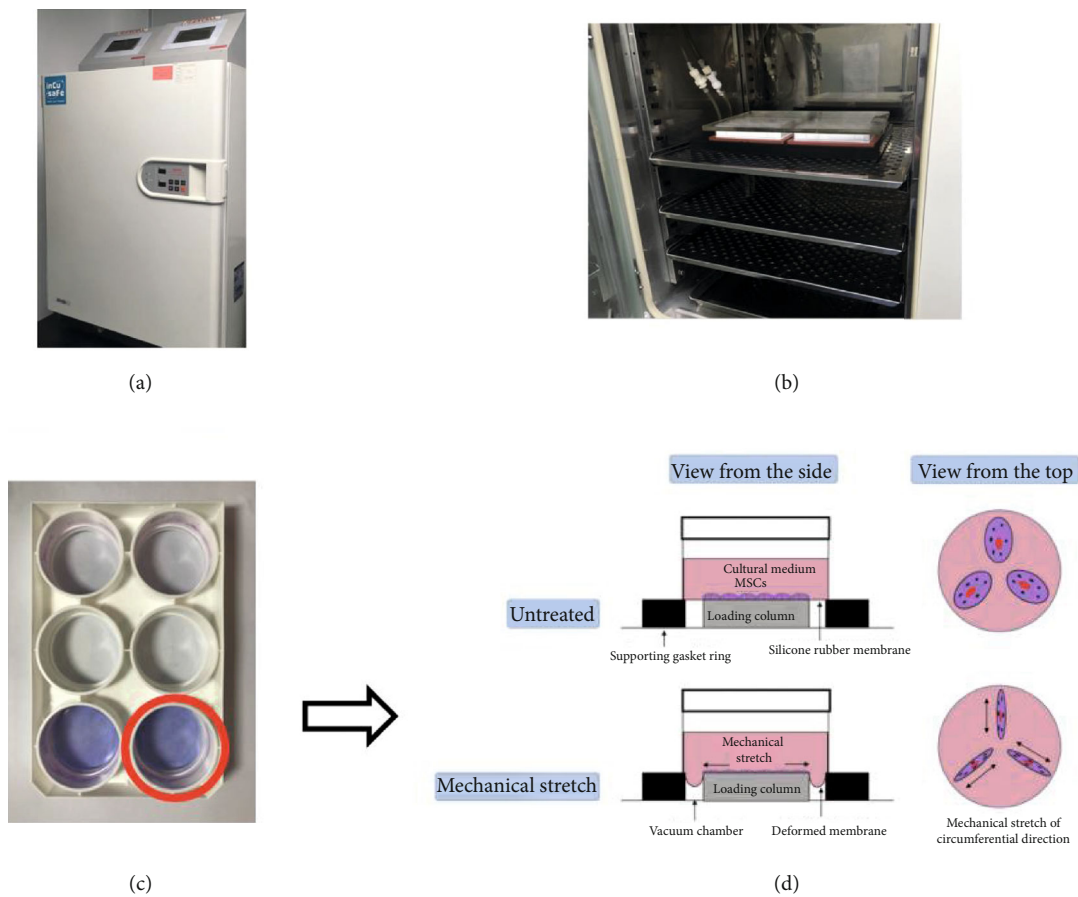 inCu
saFe
(a)
(b)
(c)
View from the side
View from the top
Cultural medium
MSCs
Untreated
Loading column
Supporting gasket ring
Silicone rubber membrane
Mechanical
stretch
Mechanical stretch
Loading column
Vacuum chamber
Deformed membrane
Mechanical stretch of
circumferential direction
(d)